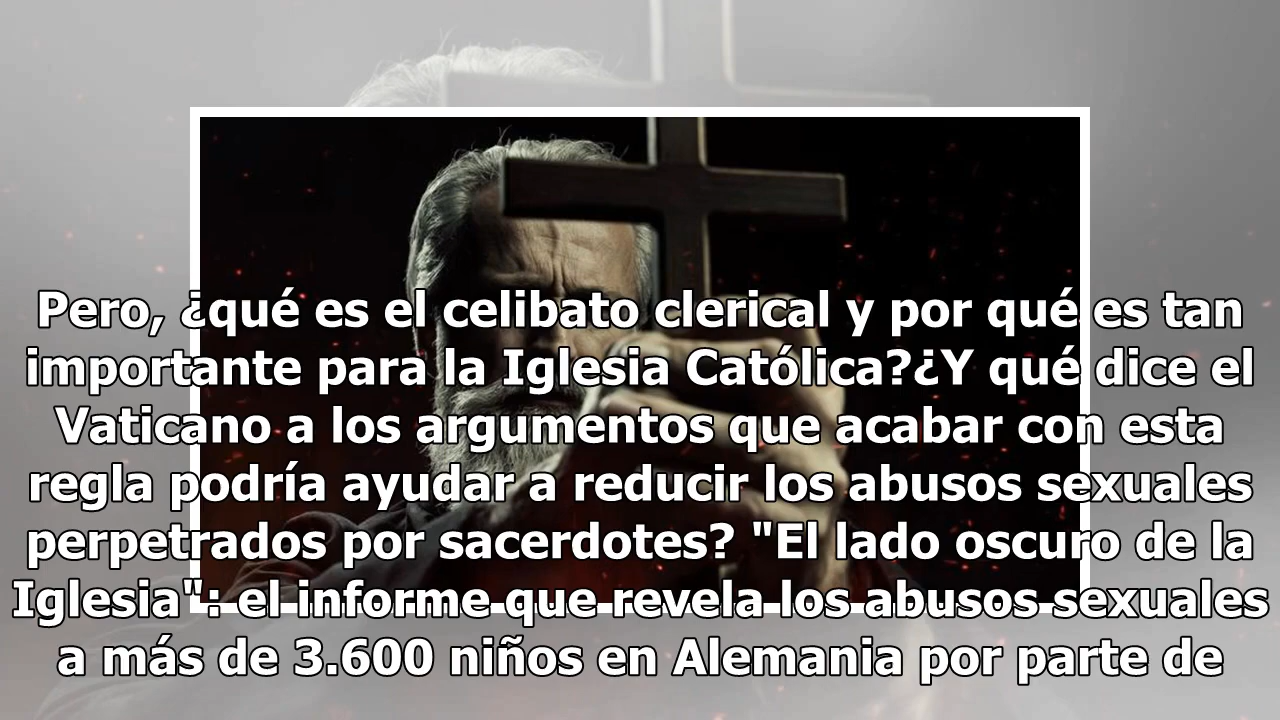 Pero, ¿qué es el celibato clerical y por qué es tan
importante para la Iglesia Católica?¿Y qué dice el
Vaticano a los argumentos que acabar con esta
regla podría ayudar a reducir los abusos sexuales
perpetrados por sacerdotes? "El lado oscuro de la
Iglesia": el informe que revela los abusos sexuales
a más de 3.600 niños en Alemania por parte de